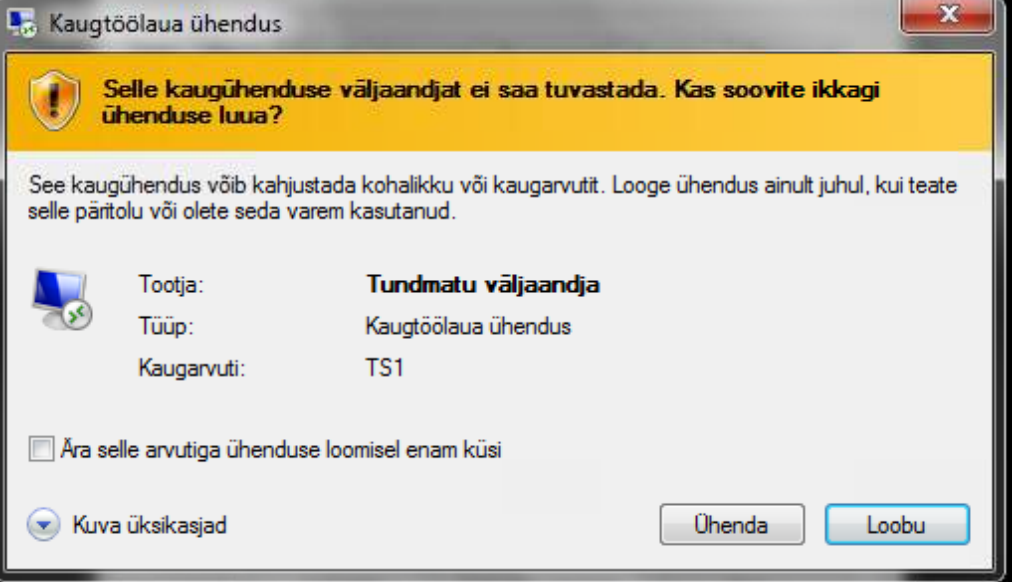 Kaugtöölaua ühendus
Selle kaugühenduse väljaandjat ei saa tuvastada. Kas soovite ikkagi
ühenduse luua?
See kaugühendus võib kahjustada kohalikku või kaugarvutit. Looge ühendus ainult juhul, kui teate
selle päritolu või olete seda varem kasutanud.
Tootja: Tundmatu väljaandja
Tüüp: Kaugtöölaua ühendus
Kaugarvuti: TS1
Ära selle arvutiga ühenduse loomisel enam küsi
Kuva üksikasjad Ühenda Loobu